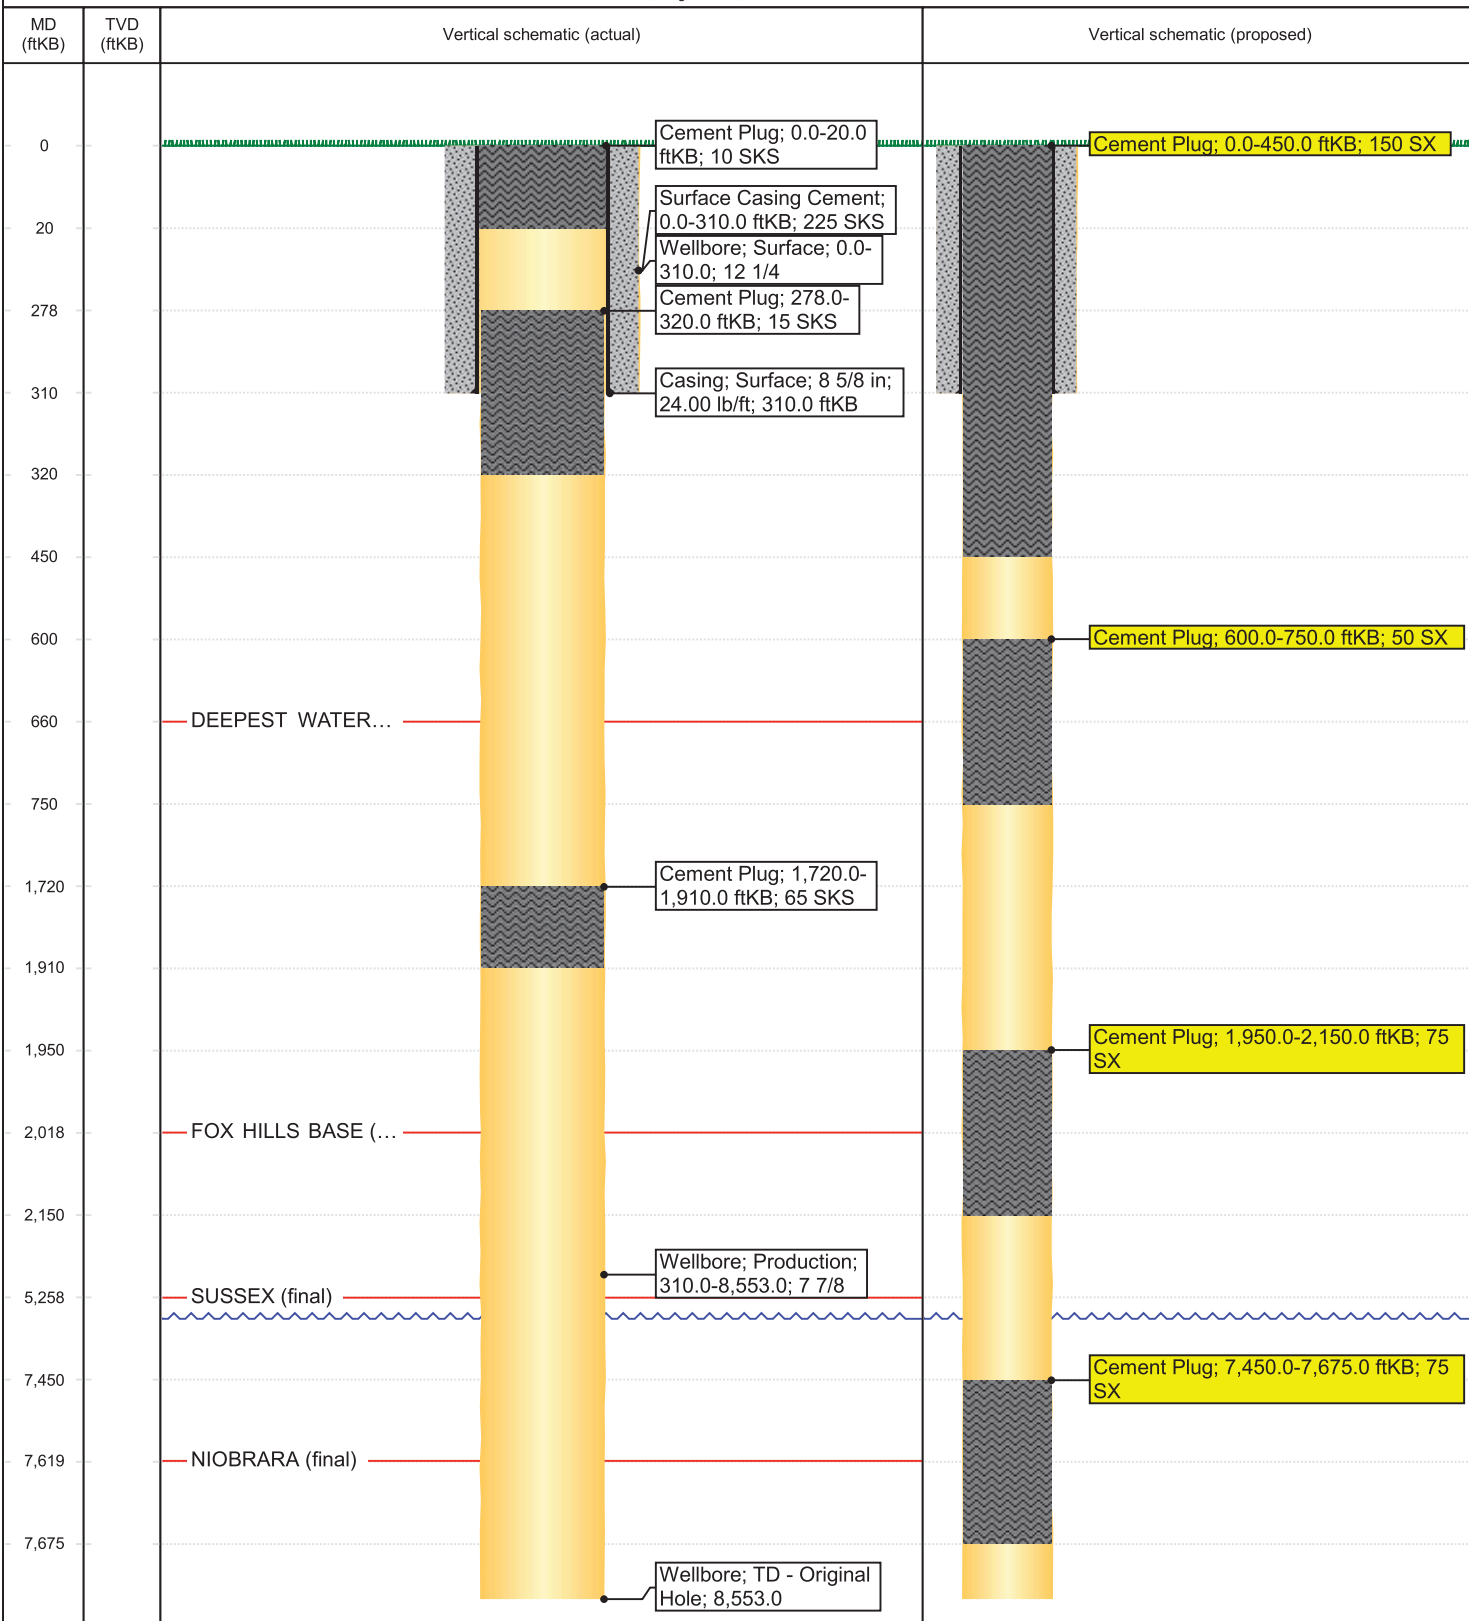 MD
(ftKB)
TVD
(ftKB)
Vertical schematic (actual)
Vertical schematic (proposed)
0
20
278
310
320
450
600
660
750
1,720
1,910
1,950
2,018
2,150
5,258
7,450
7,619
7,675
DEEPEST WATER…
FOX HILLS BASE (…
SUSSEX (final)
NIOBRARA (final)
Cement Plug; 0.0-20.0
ftKB; 10 SKS
Surface Casing Cement;
0.0-310.0 ftKB; 225 SKS
Wellbore; Surface; 0.0-
310.0; 12 1/4
Cement Plug; 278.0-
320.0 ftKB; 15 SKS
Casing; Surface; 8 5/8 in;
24.00 lb/ft; 310.0 ftKB
Cement Plug; 1,720.0-
1,910.0 ftKB; 65 SKS
Wellbore; Production;
310.0-8,553.0; 7 7/8
Wellbore; TD - Original
Hole; 8,553.0
Cement Plug; 0.0-450.0 ftKB; 150 SX
Cement Plug; 600.0-750.0 ftKB; 50 SX
Cement Plug; 1,950.0-2,150.0 ftKB; 75
SX
Cement Plug; 7,450.0-7,675.0 ftKB; 75
SX